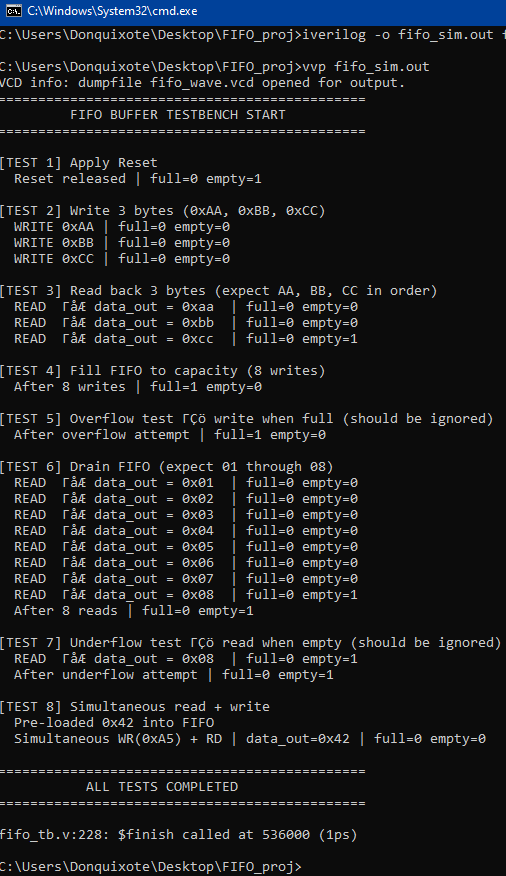 C:\Windows\System32\cmd.exe
C:\Users\Donquixote\Desktop\FIFO_proj>iverilog -o fifo_sim.out f
C:\Users\Donquixote\Desktop\FIFO_proj>vvp fifo_sim.out
VCD info: dumpfile fifo_wave.vcd opened for output.
==============================================
FIFO BUFFER TESTBENCH START
==============================================
[TEST 1] Apply Reset
Reset released | full=0 empty=1
[TEST 2] Write 3 bytes (0xAA, 0xBB, 0xCC)
WRITE 0xAA | full=0 empty=0
WRITE 0xBB | full=0 empty=0
WRITE 0xCC | full=0 empty=0
[TEST 3] Read back 3 bytes (expect AA, BB, CC in order)
READ  ΓåÆ data_out = 0xaa  | full=0 empty=0
READ  ΓåÆ data_out = 0xbb  | full=0 empty=0
READ  ΓåÆ data_out = 0xcc  | full=0 empty=1
[TEST 4] Fill FIFO to capacity (8 writes)
After 8 writes | full=1 empty=0
[TEST 5] Overflow test ΓÇö write when full (should be ignored)
After overflow attempt | full=1 empty=0
[TEST 6] Drain FIFO (expect 01 through 08)
READ  ΓåÆ data_out = 0x01  | full=0 empty=0
READ  ΓåÆ data_out = 0x02  | full=0 empty=0
READ  ΓåÆ data_out = 0x03  | full=0 empty=0
READ  ΓåÆ data_out = 0x04  | full=0 empty=0
READ  ΓåÆ data_out = 0x05  | full=0 empty=0
READ  ΓåÆ data_out = 0x06  | full=0 empty=0
READ  ΓåÆ data_out = 0x07  | full=0 empty=0
READ  ΓåÆ data_out = 0x08  | full=0 empty=1
After 8 reads | full=0 empty=1
[TEST 7] Underflow test ΓÇö read when empty (should be ignored)
READ  ΓåÆ data_out = 0x08  | full=0 empty=1
After underflow attempt | full=0 empty=1
[TEST 8] Simultaneous read + write
Pre-loaded 0x42 into FIFO
Simultaneous WR(0xA5) + RD | data_out=0x42 | full=0 empty=0
==============================================
ALL TESTS COMPLETED
==============================================
fifo_tb.v:228: $finish called at 536000 (1ps)
C:\Users\Donquixote\Desktop\FIFO_proj>